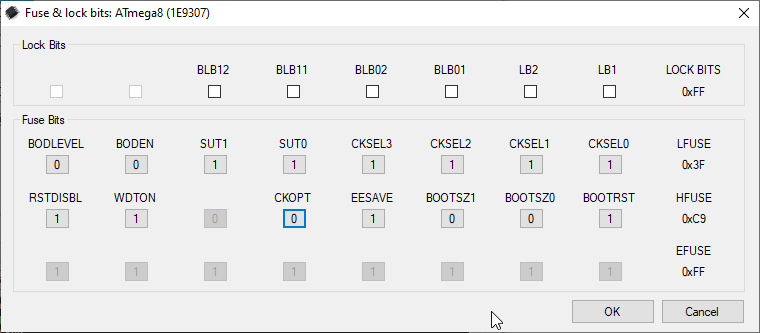 Fuse & lock bits: ATmega8 (1E9307)
Lock Bits
BLB12 BLB11 BLB02 BLB01 LB2 LB1 LOCK BITS
0xFF
Fuse Bits
BODLEVEL BODEN SUT1 SUT0 CKSEL3 CKSEL2 CKSEL1 CKSEL0 LFUSE
0 0 1 1 1 1 1 1 0x3F
RSTDISBL WDTON CKOPT EESAVE BOOTSZ1 BOOTSZ0 BOOTRST HFUSE
1 1 0 0 1 0 0 1 0xC9
EFUSE
1 1 1 1 1 1 1 1 0xFF
OK Cancel